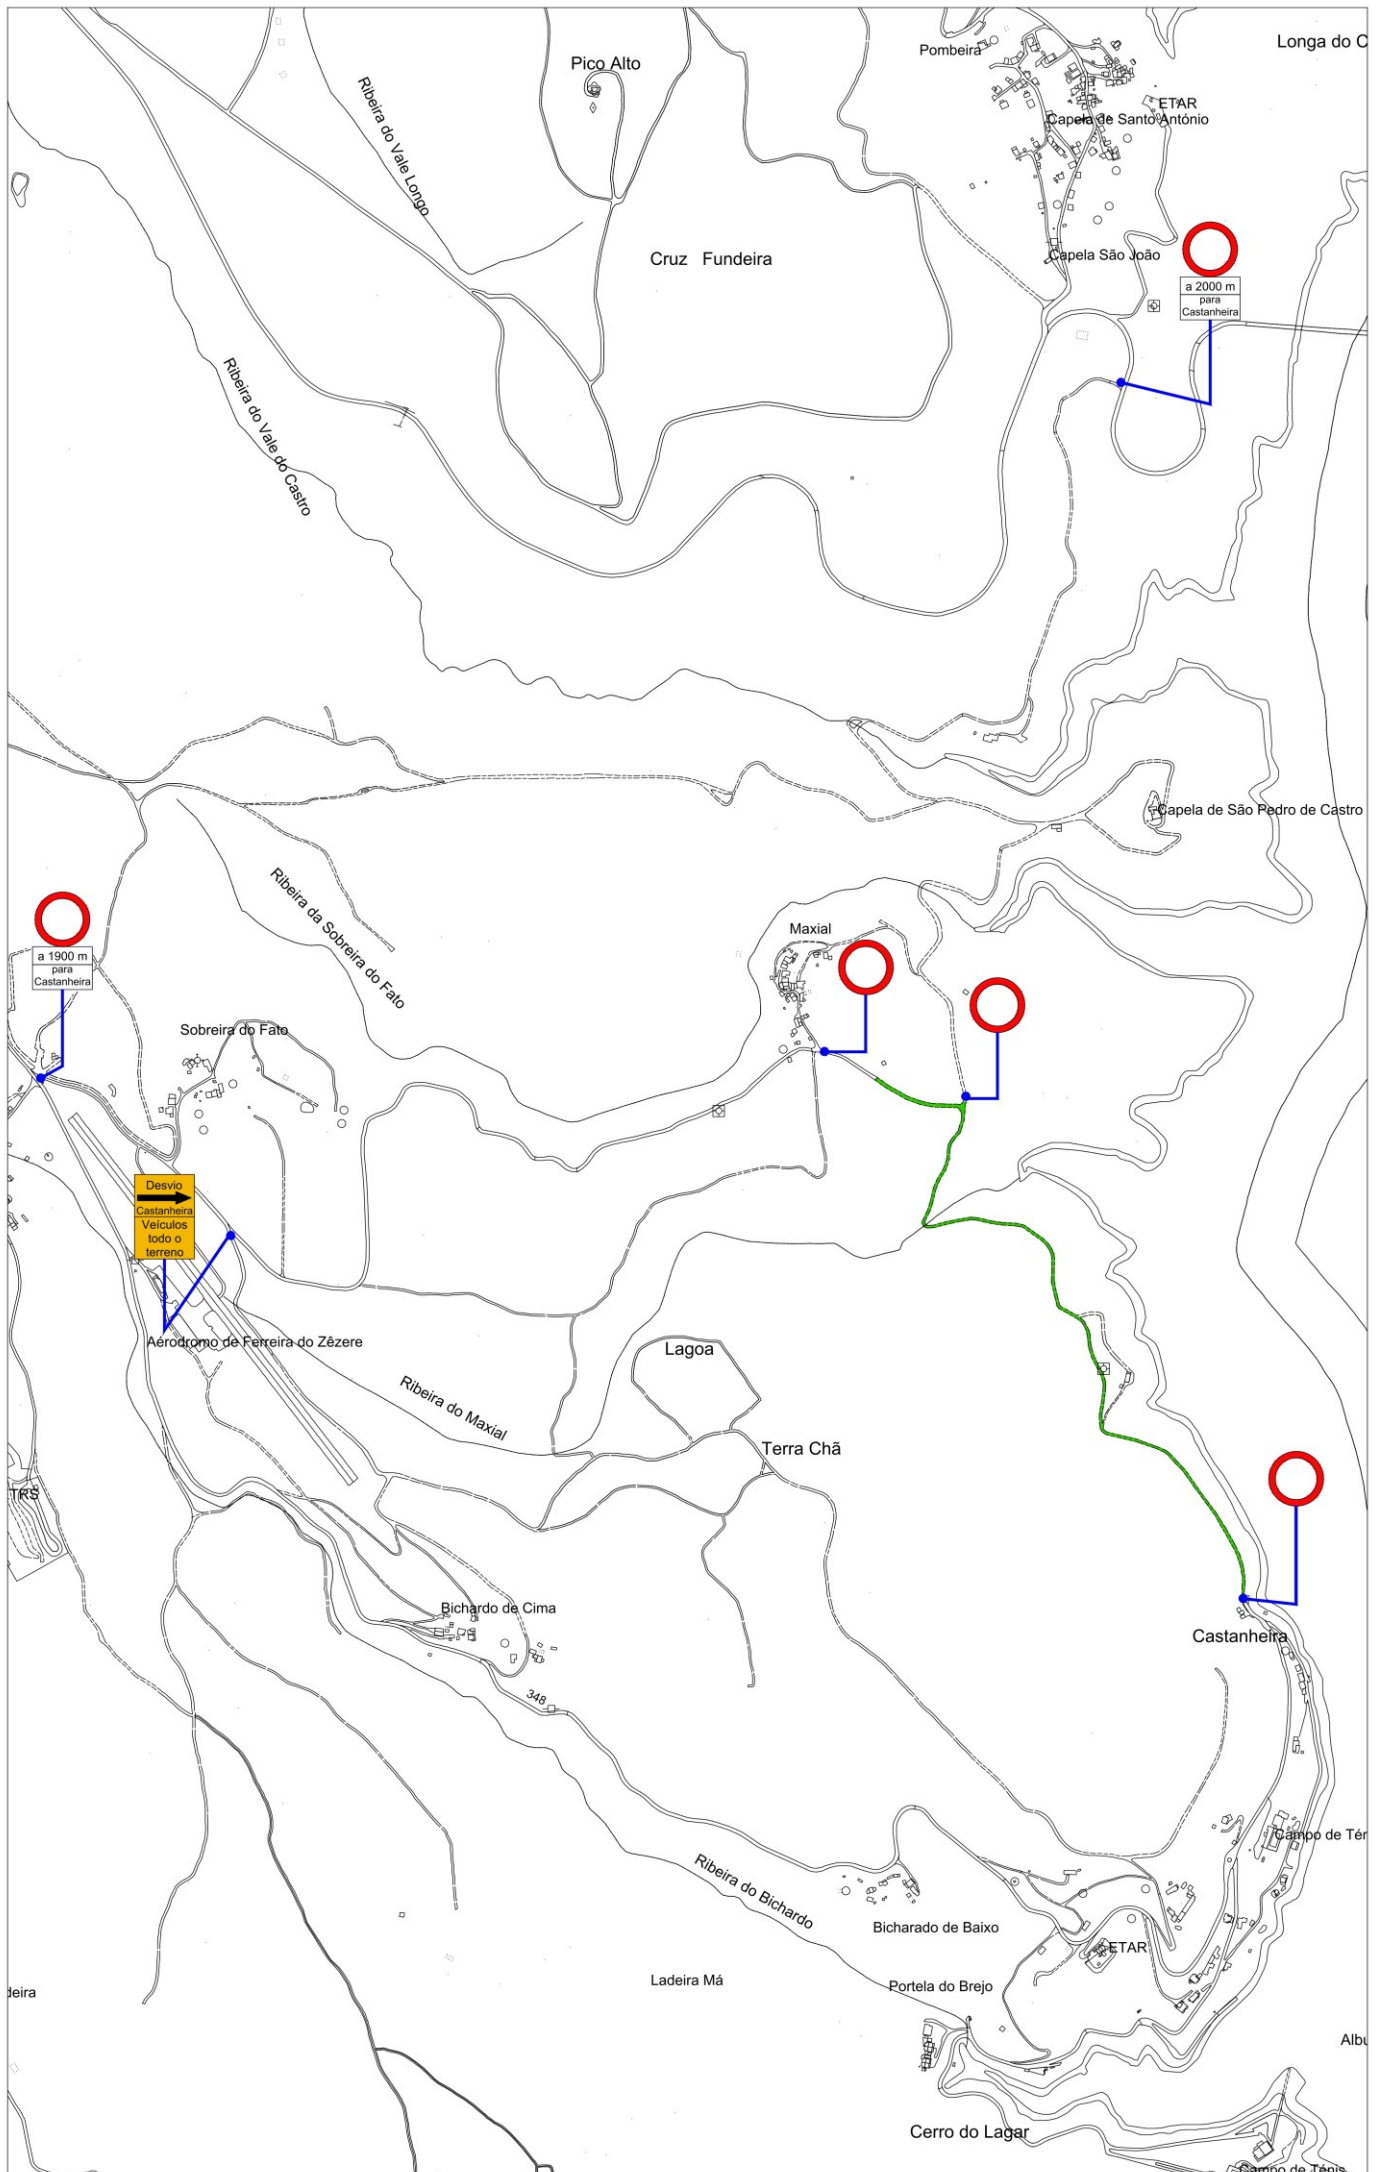 Longa do C
Pombeira
Pico Alto
ETAR
Capela de Santo António
Ribeira do Vale Longo
Capela São João
Cruz Fundeira
a 2000 m
para
Castanheira
Ribeira do Vale do Castro
Capela de São Pedro de Castro
Ribeira da Sobreira do Fato
Maxial
a 1900 m
para
Castanheira
Sobreira do Fato
Desvio
Castanheira
Veículos
todo o
terreno
Aérodromo de Ferreira do Zêzere
Lagoa
Ribeira do Maxial
Terra Chã
TRS
Bichardo de Cima
Castanheira
348
Campo de Tér
Ribeira do Bichardo
Bicharado de Baixo
ETAR
Ladeira Má
Portela do Brejo
deira
Albu
Cerro do Lagar
Campo de Ténis